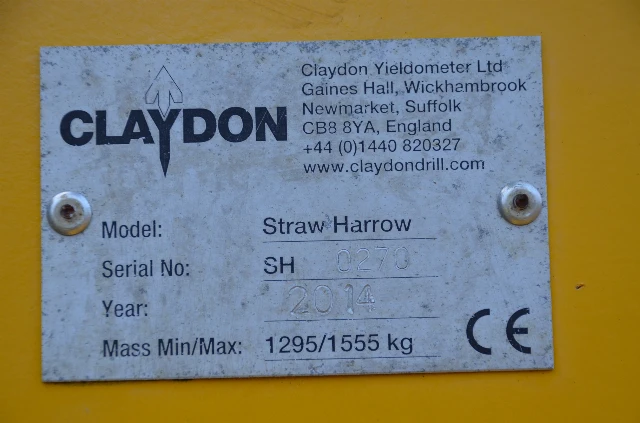 CLAYDON
Claydon Yieldometer Ltd
Gaines Hall, Wickhambrook
Newmarket, Suffolk
CB8 8YA, England
+44 (0)1440 820327
www.claydondrill.com
Model: Straw Harrow
Serial No: SH 0270
Year: 2014
Mass Min/Max: 1295/1555 kg
CE